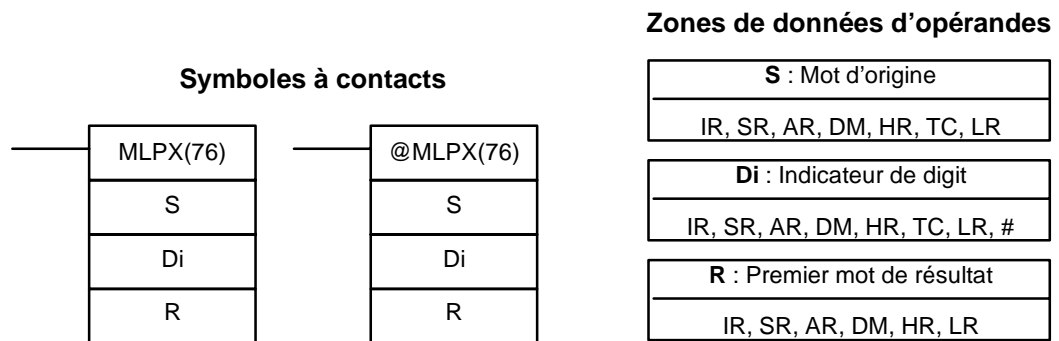 Zones de données d’opérandes
Symboles à contacts
MLPX(76)
S
Di
R
@MLPX(76)
S
Di
R
S : Mot d’origine
IR, SR, AR, DM, HR, TC, LR
Di : Indicateur de digit
IR, SR, AR, DM, HR, TC, LR, #
R : Premier mot de résultat
IR, SR, AR, DM, HR, LR